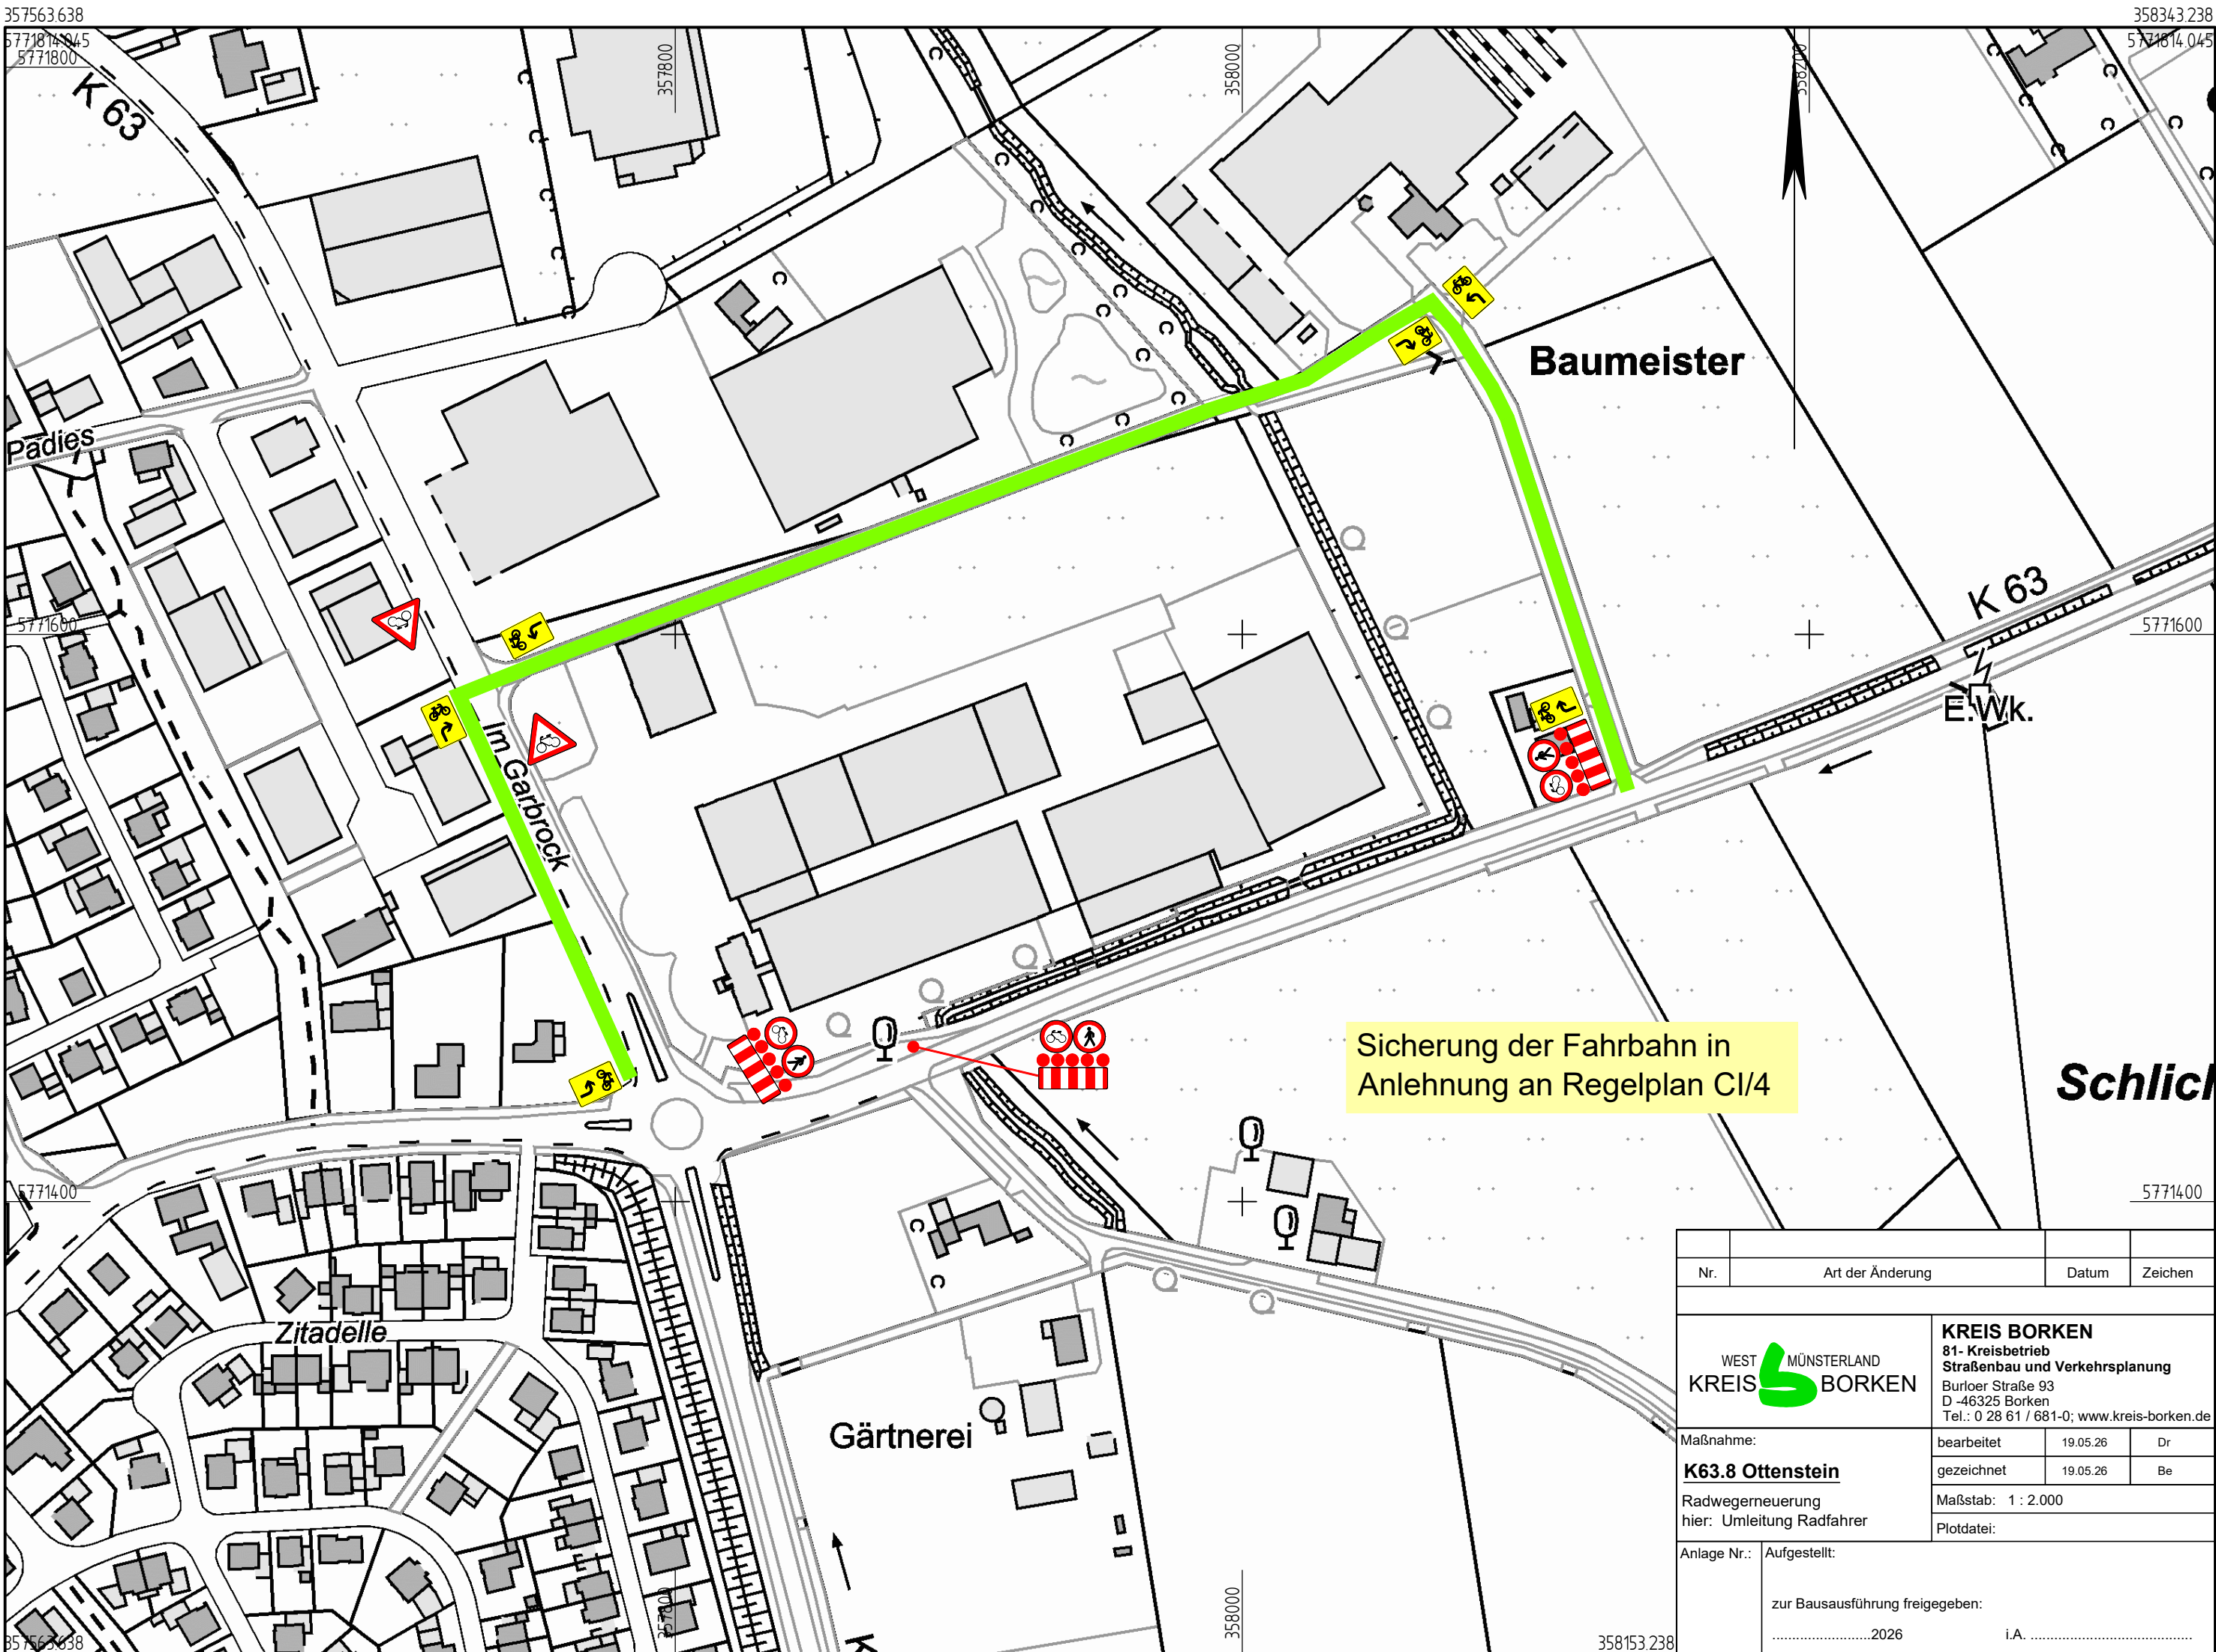 357563.638
358343.238
5771814.045
5771814.045
5771800
357800
358000
358200
K 63
Padies
Baumeister
K 63
5771600
5771600
E.Wk.
Im Garbrock
Sicherung der Fahrbahn in
Anlehnung an Regelplan CI/4
5771400
5771400
Zitadelle
Gärtnerei
357563.638
357800
358000
358153.238
Nr.
Art der Änderung
Datum
Zeichen
WEST MÜNSTERLAND
KREIS BORKEN
KREIS BORKEN
81- Kreisbetrieb
Straßenbau und Verkehrsplanung
Burloer Straße 93
D -46325 Borken
Tel.: 0 28 61 / 681-0; www.kreis-borken.de
Maßnahme:
K63.8 Ottenstein
Radwegerneuerung
hier: Umleitung Radfahrer
bearbeitet 19.05.26 Dr
gezeichnet 19.05.26 Be
Maßstab: 1 : 2.000
Plotdatei:
Anlage Nr.:
Aufgestellt:
zur Bausausführung freigegeben:
.........................2026 i.A. .........................................